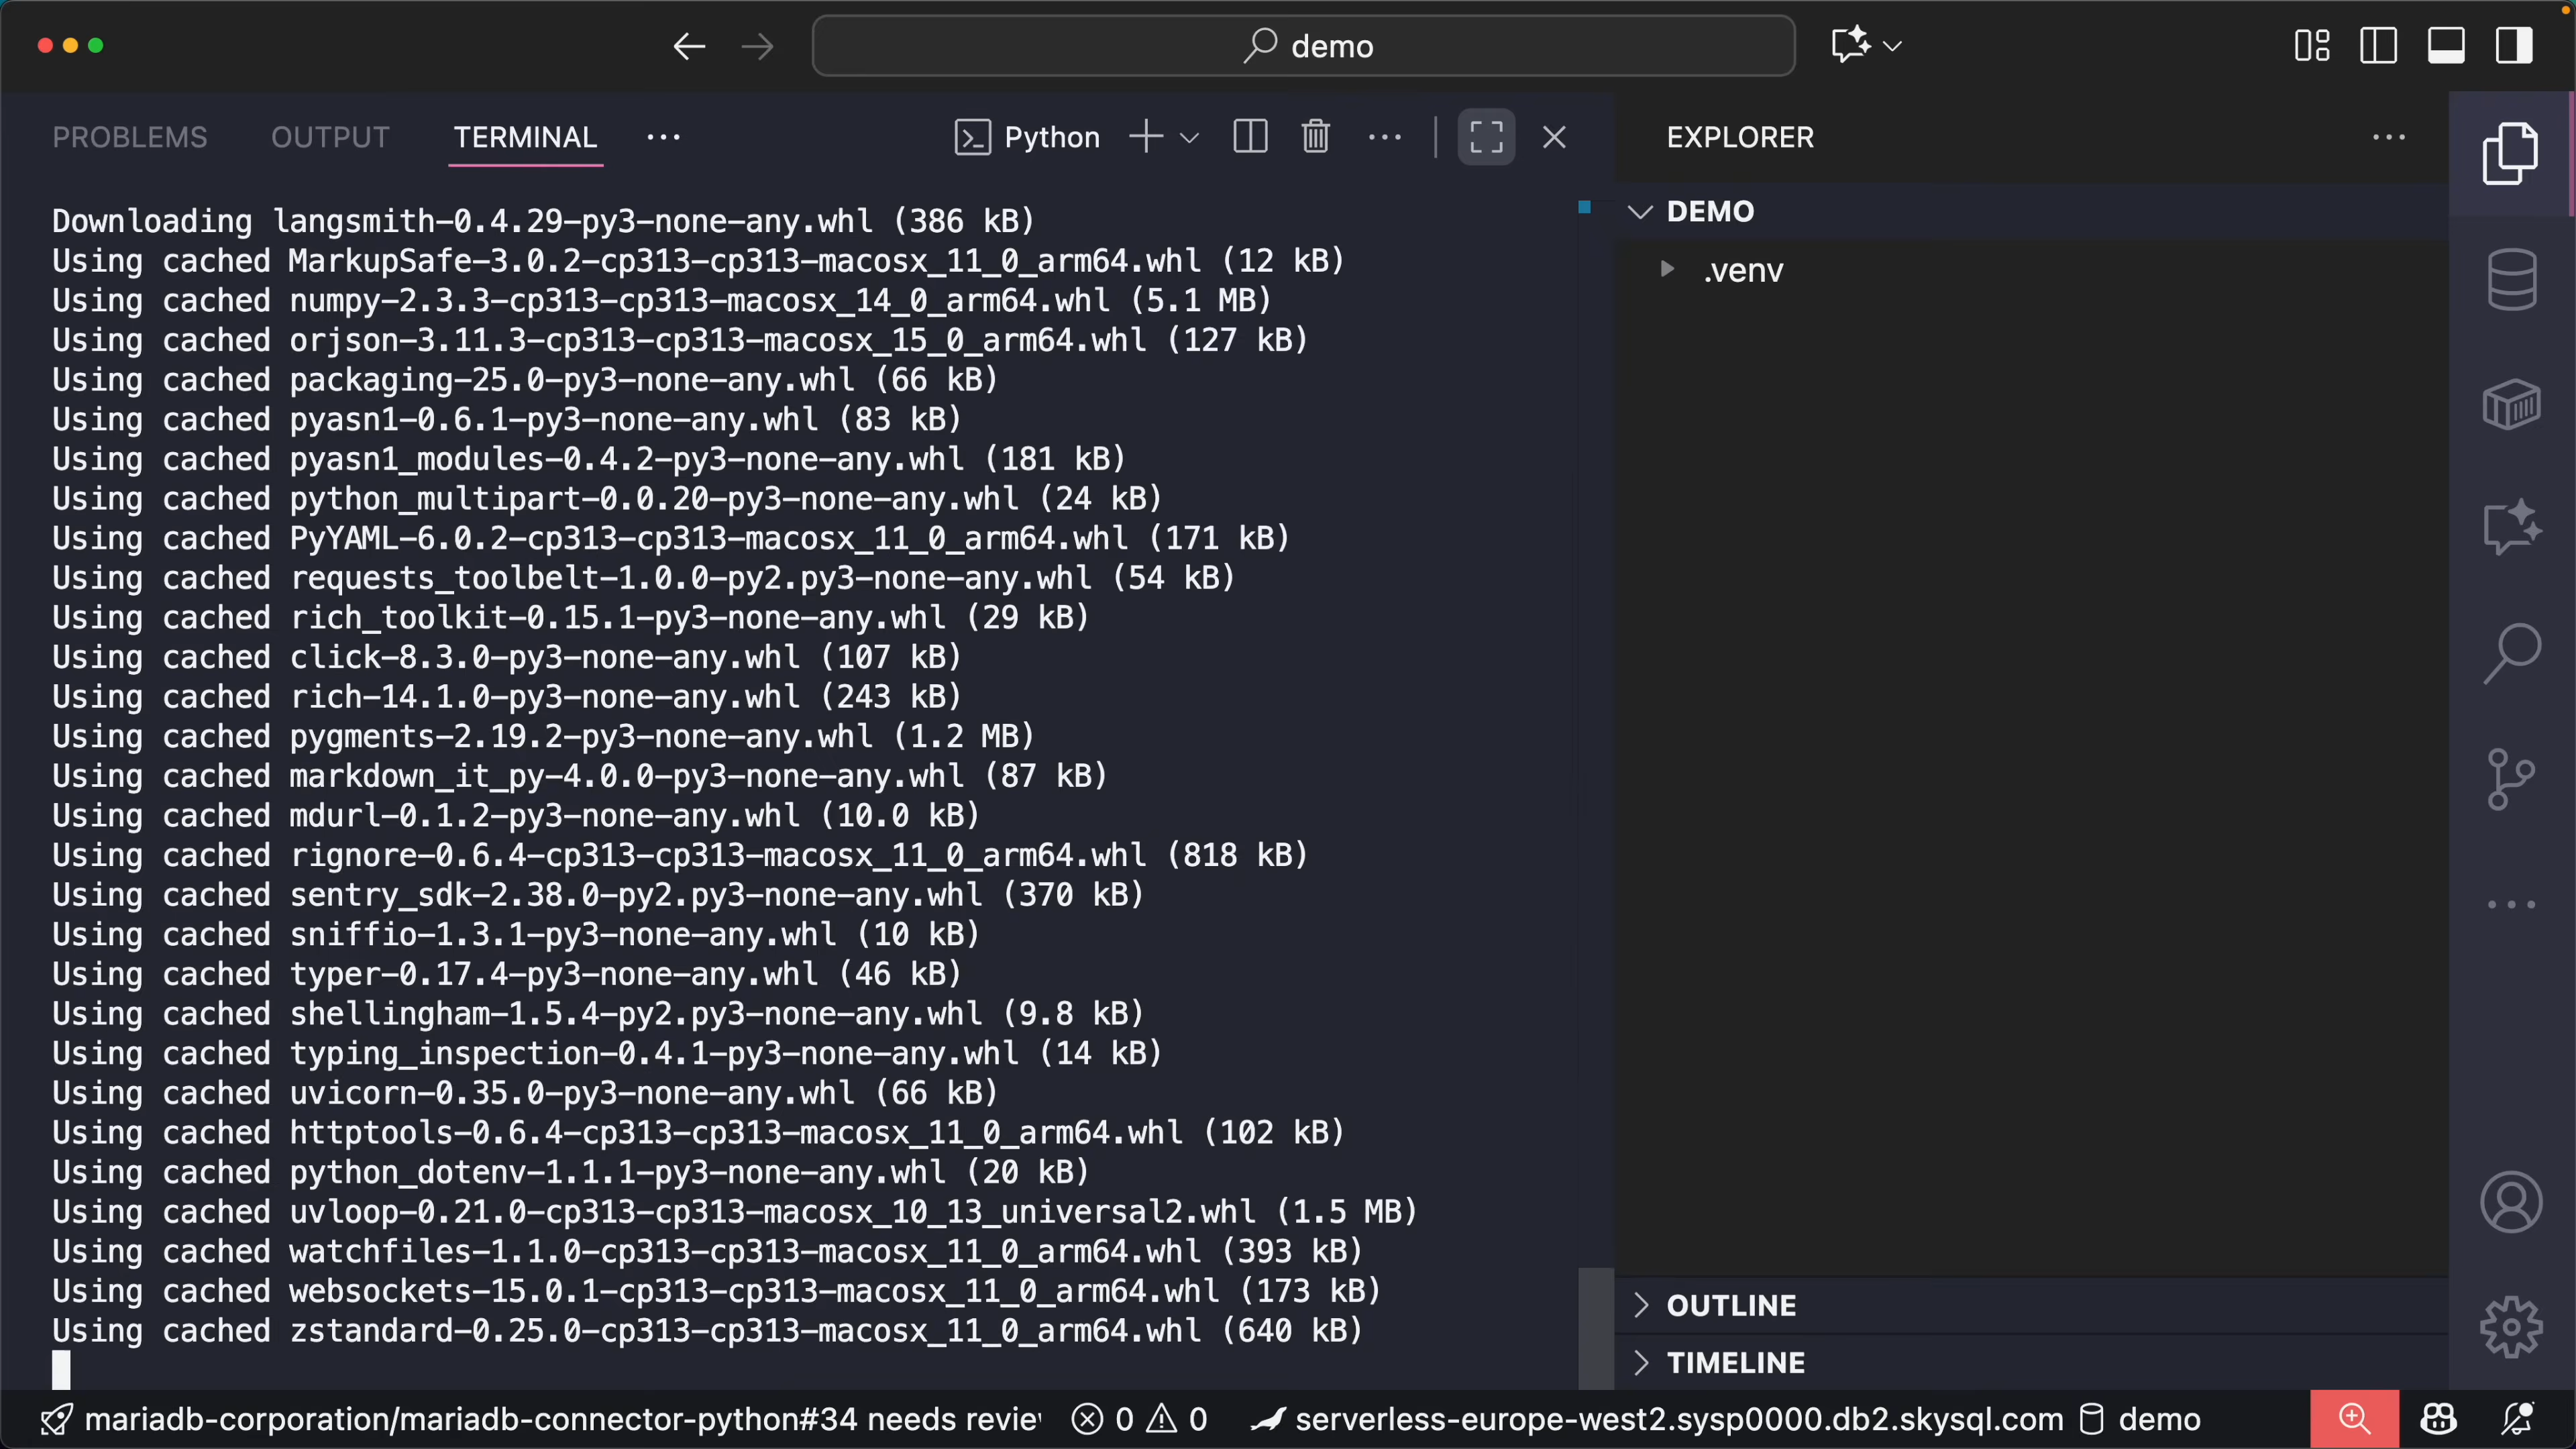 demo
PROBLEMS OUTPUT TERMINAL ··· Python ···
Downloading langsmith-0.4.29-py3-none-any.whl (386 kB)
Using cached MarkupSafe-3.0.2-cp313-cp313-macosx_11_0_arm64.whl (12 kB)
Using cached numpy-2.3.3-cp313-cp313-macosx_14_0_arm64.whl (5.1 MB)
Using cached orjson-3.11.3-cp313-cp313-macosx_15_0_arm64.whl (127 kB)
Using cached packaging-25.0-py3-none-any.whl (66 kB)
Using cached pyasn1-0.6.1-py3-none-any.whl (83 kB)
Using cached pyasn1_modules-0.4.2-py3-none-any.whl (181 kB)
Using cached python_multipart-0.0.20-py3-none-any.whl (24 kB)
Using cached PyYAML-6.0.2-cp313-cp313-macosx_11_0_arm64.whl (171 kB)
Using cached requests_toolbelt-1.0.0-py2.py3-none-any.whl (54 kB)
Using cached rich_toolkit-0.15.1-py3-none-any.whl (29 kB)
Using cached click-8.3.0-py3-none-any.whl (107 kB)
Using cached rich-14.1.0-py3-none-any.whl (243 kB)
Using cached pygments-2.19.2-py3-none-any.whl (1.2 MB)
Using cached markdown_it_py-4.0.0-py3-none-any.whl (87 kB)
Using cached mdurl-0.1.2-py3-none-any.whl (10.0 kB)
Using cached rignore-0.6.4-cp313-cp313-macosx_11_0_arm64.whl (818 kB)
Using cached sentry_sdk-2.38.0-py2.py3-none-any.whl (370 kB)
Using cached sniffio-1.3.1-py3-none-any.whl (10 kB)
Using cached typer-0.17.4-py3-none-any.whl (46 kB)
Using cached shellingham-1.5.4-py2.py3-none-any.whl (9.8 kB)
Using cached typing_inspection-0.4.1-py3-none-any.whl (14 kB)
Using cached uvicorn-0.35.0-py3-none-any.whl (66 kB)
Using cached httptools-0.6.4-cp313-cp313-macosx_11_0_arm64.whl (102 kB)
Using cached python_dotenv-1.1.1-py3-none-any.whl (20 kB)
Using cached uvloop-0.21.0-cp313-cp313-macosx_10_13_universal2.whl (1.5 MB)
Using cached watchfiles-1.1.0-cp313-cp313-macosx_11_0_arm64.whl (393 kB)
Using cached websockets-15.0.1-cp313-cp313-macosx_11_0_arm64.whl (173 kB)
Using cached zstandard-0.25.0-cp313-cp313-macosx_11_0_arm64.whl (640 kB)
EXPLORER ···
DEMO
.venv
OUTLINE
TIMELINE
mariadb-corporation/mariadb-connector-python#34 needs review 0 0 serverless-europe-west2.sysp0000.db2.skysql.com demo